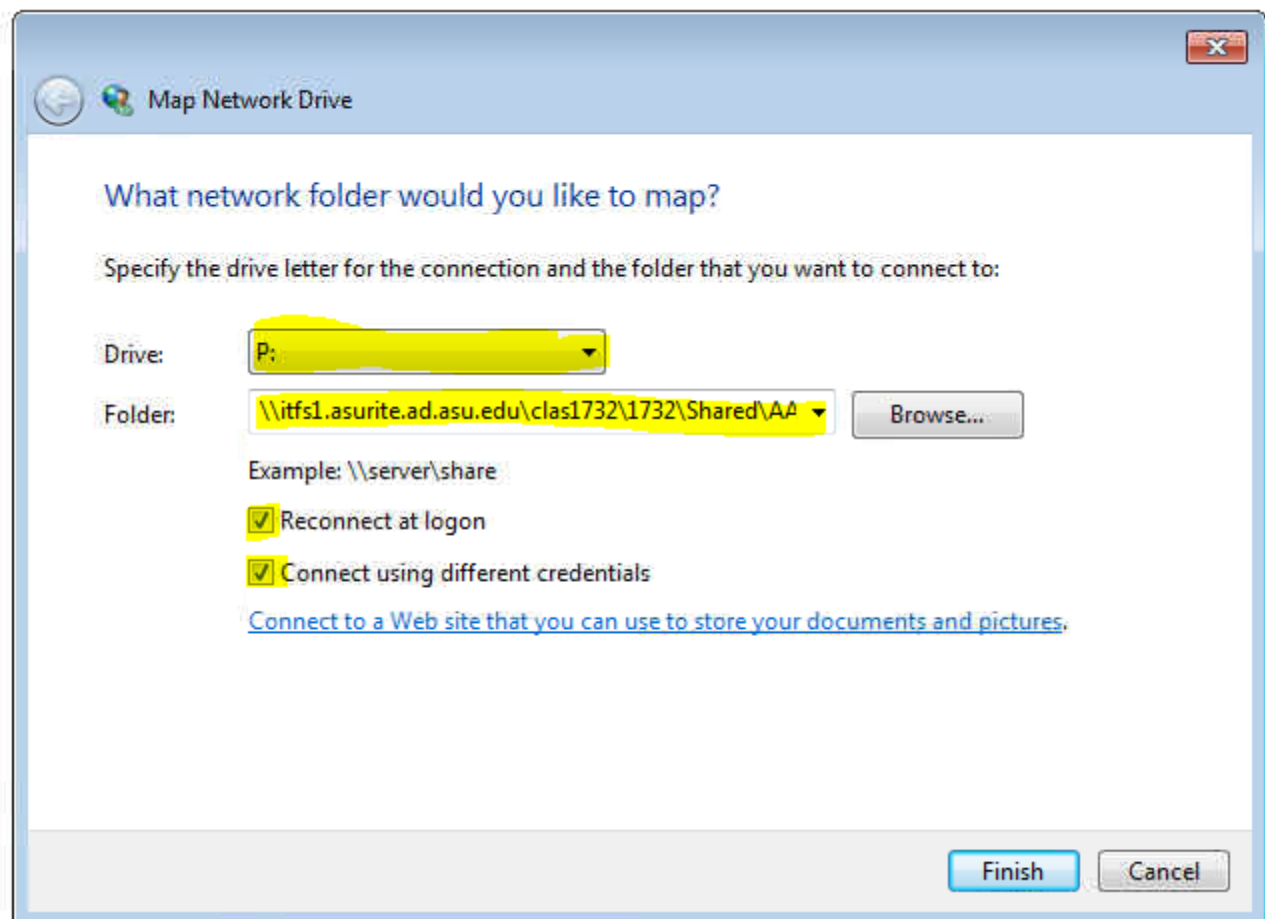 Map Network Drive
What network folder would you like to map?
Specify the drive letter for the connection and the folder that you want to connect to:
Drive: P:
Folder: \\itfs1.asurite.ad.asu.edu\clas1732\1732\Shared\AA Browse...
Example: \\server\share
Reconnect at logon
Connect using different credentials
Connect to a Web site that you can use to store your documents and pictures.
Finish Cancel